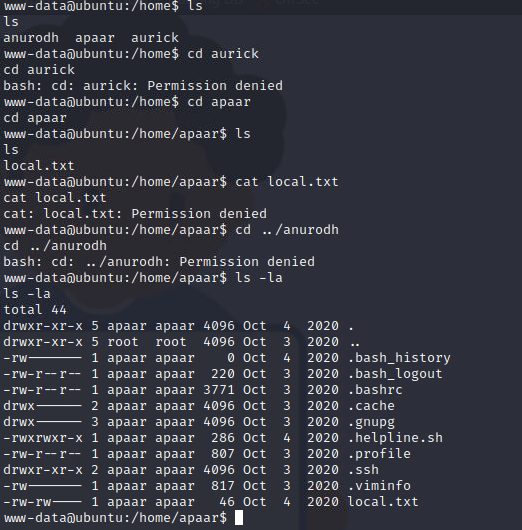 www-data@ubuntu:/home$ ls
ls
anurodh  apaar  aurick
www-data@ubuntu:/home$ cd aurick
cd aurick
bash: cd: aurick: Permission denied
www-data@ubuntu:/home$ cd apaar
cd apaar
www-data@ubuntu:/home/apaar$ ls
ls
local.txt
www-data@ubuntu:/home/apaar$ cat local.txt
cat local.txt
cat: local.txt: Permission denied
www-data@ubuntu:/home/apaar$ cd ../anurodh
cd ../anurodh
bash: cd: ../anurodh: Permission denied
www-data@ubuntu:/home/apaar$ ls -la
ls -la
total 44
drwxr-xr-x 5 apaar apaar 4096 Oct  4  2020 .
drwxr-xr-x 5 root  root  4096 Oct  3  2020 ..
-rw------- 1 apaar apaar    0 Oct  4  2020 .bash_history
-rw-r--r-- 1 apaar apaar  220 Oct  3  2020 .bash_logout
-rw-r--r-- 1 apaar apaar 3771 Oct  3  2020 .bashrc
drwx------ 2 apaar apaar 4096 Oct  3  2020 .cache
drwx------ 3 apaar apaar 4096 Oct  3  2020 .gnupg
-rwxrwxr-x 1 apaar apaar  286 Oct  4  2020 .helpline.sh
-rw-r--r-- 1 apaar apaar  807 Oct  3  2020 .profile
drwxr-xr-x 2 apaar apaar 4096 Oct  3  2020 .ssh
-rw------- 1 apaar apaar  817 Oct  3  2020 .viminfo
-rw-rw---- 1 apaar apaar   46 Oct  4  2020 local.txt
www-data@ubuntu:/home/apaar$